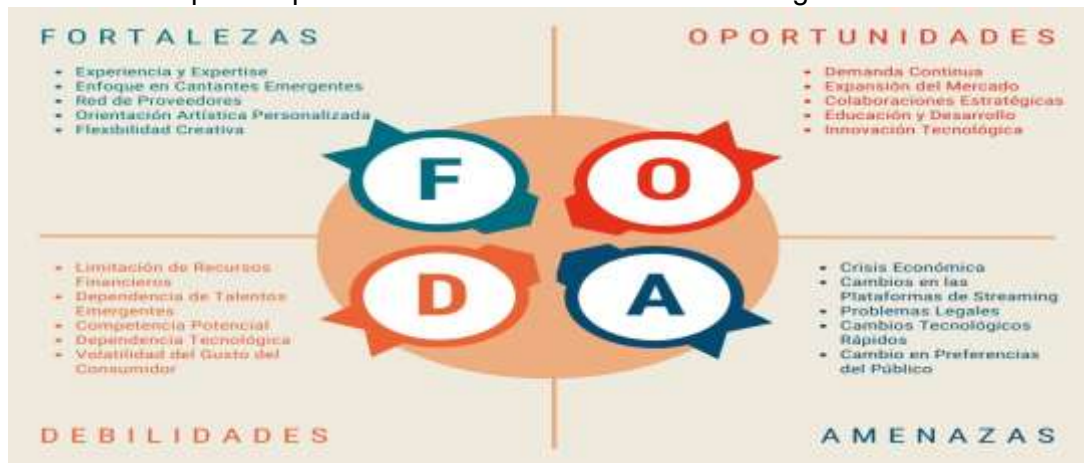 FORTALEZAS
• Experiencia y Expertise
• Enfoque en Cantantes Emergentes
• Red de Proveedores
• Orientación Artística Personalizada
• Flexibilidad Creativa
OPORTUNIDADES
• Demanda Continua
• Expansión del Mercado
• Colaboraciones Estratégicas
• Educación y Desarrollo
• Innovación Tecnológica
F
O
D
A
• Limitación de Recursos
Financieros
• Dependencia de Talentos
Emergentes
• Competencia Potencial
• Dependencia Tecnológica
• Volatilidad del Gusto del
Consumidor
DEBILIDADES
• Crisis Económica
• Cambios en las
Plataformas de Streaming
• Problemas Legales
• Cambios Tecnológicos
Rápidos
• Cambio en Preferencias
del Público
AMENAZAS